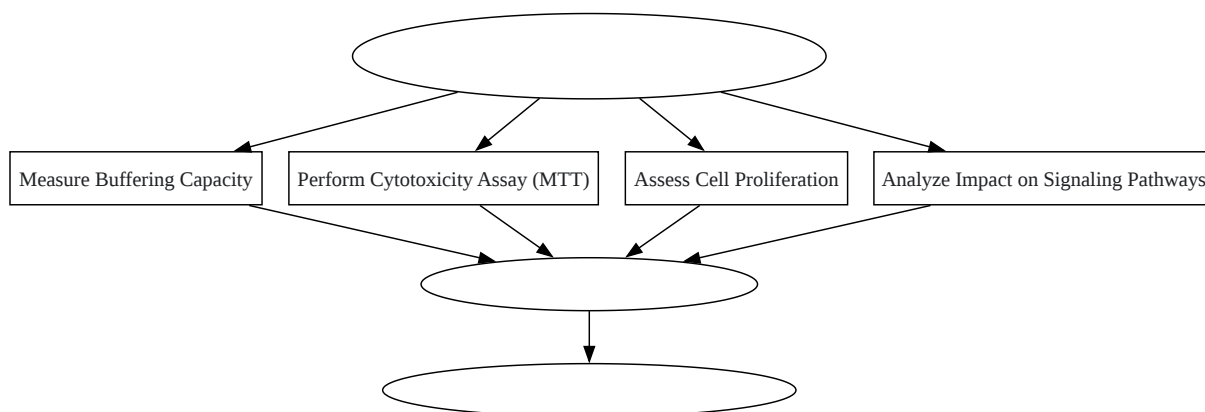 Measure Buffering Capacity
Perform Cytotoxicity Assay (MTT)
Assess Cell Proliferation
Analyze Impact on Signaling Pathways